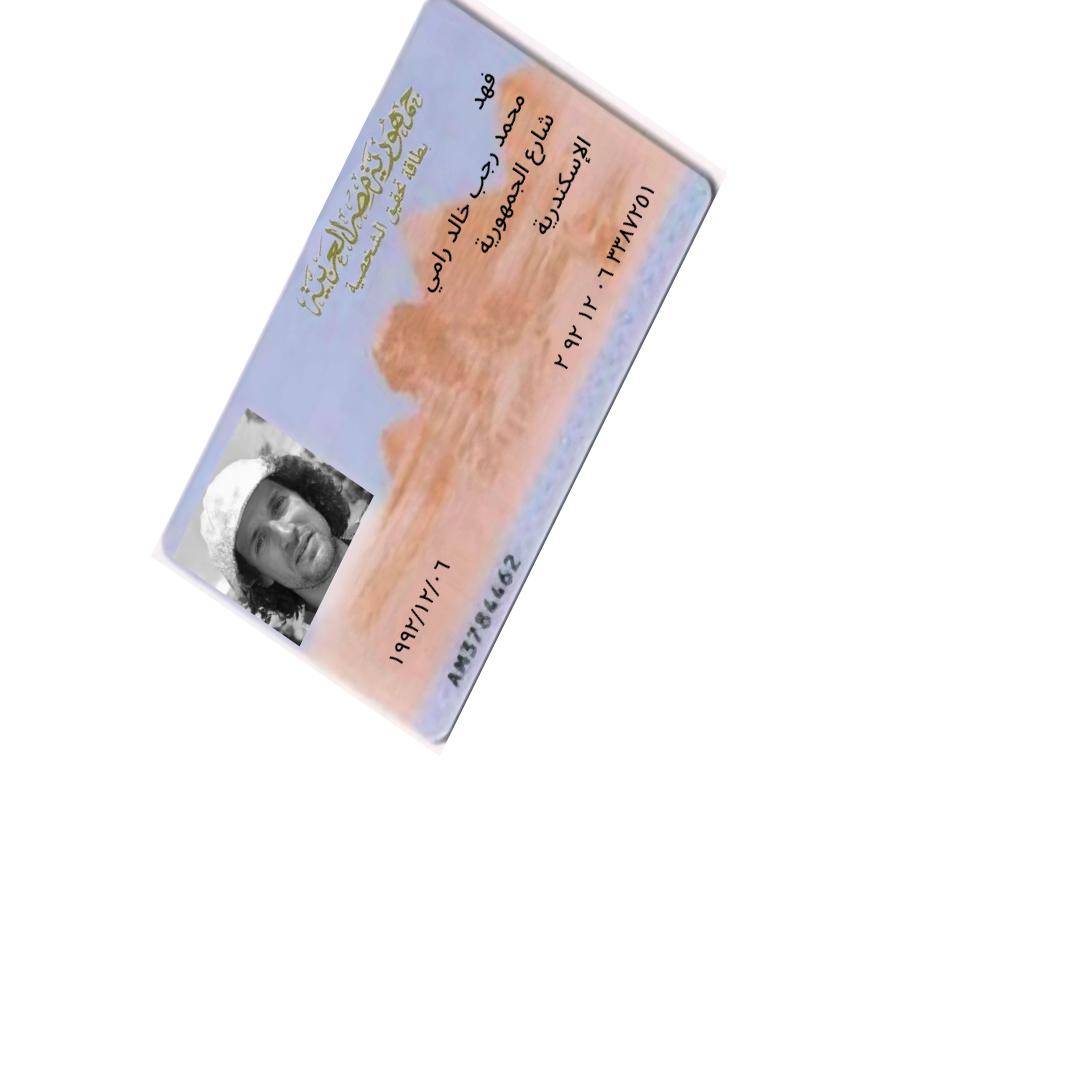 جمهورية مصر العربية
بطاقة تحقيق الشخصية
فهد
محمد رجب خالد رامي
شارع الجمهورية
الإسكندرية
٢ ٩٢ ١٢ ٠٦ ٣٣٨٧٢٥١
١٩٩٢/١٢/٠٦
AM3784462